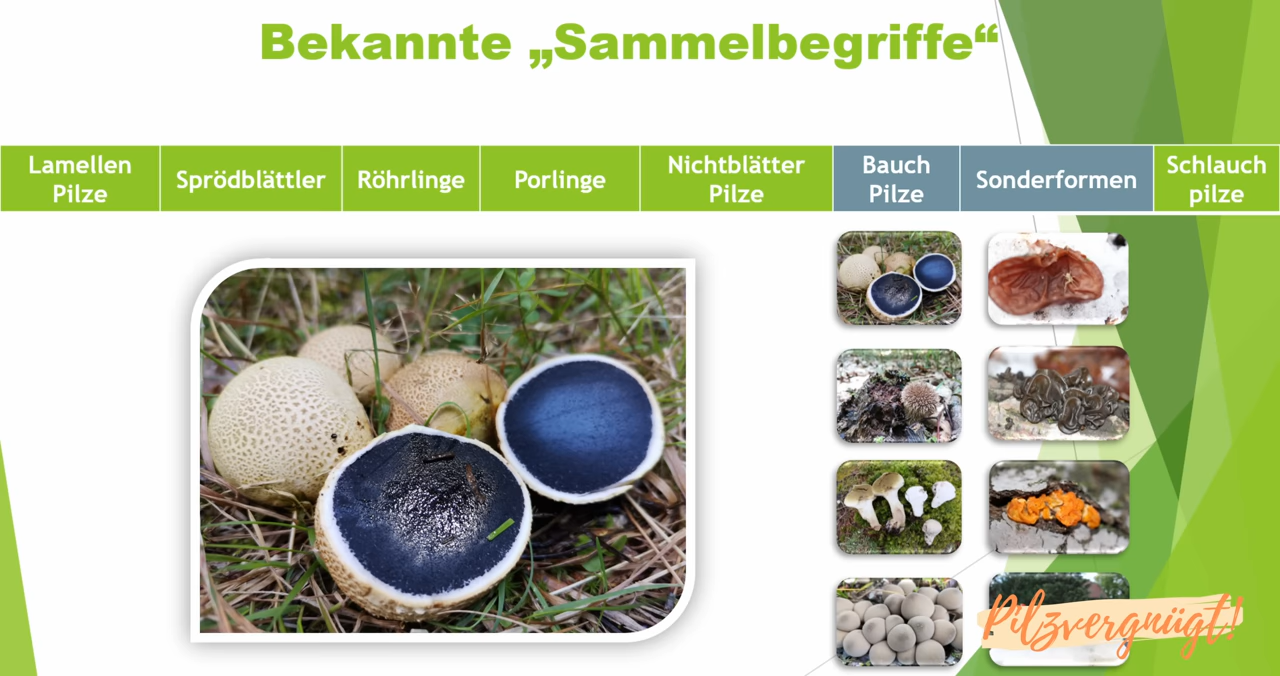 Bekannte „Sammelbegriffe“
Lamellen
Pilze
Sprödblättler
Röhrlinge
Porlinge
Nichtblätter
Pilze
Bauch
Pilze
Sonderformen
Schlauch
pilze
Pilzvergnügt!